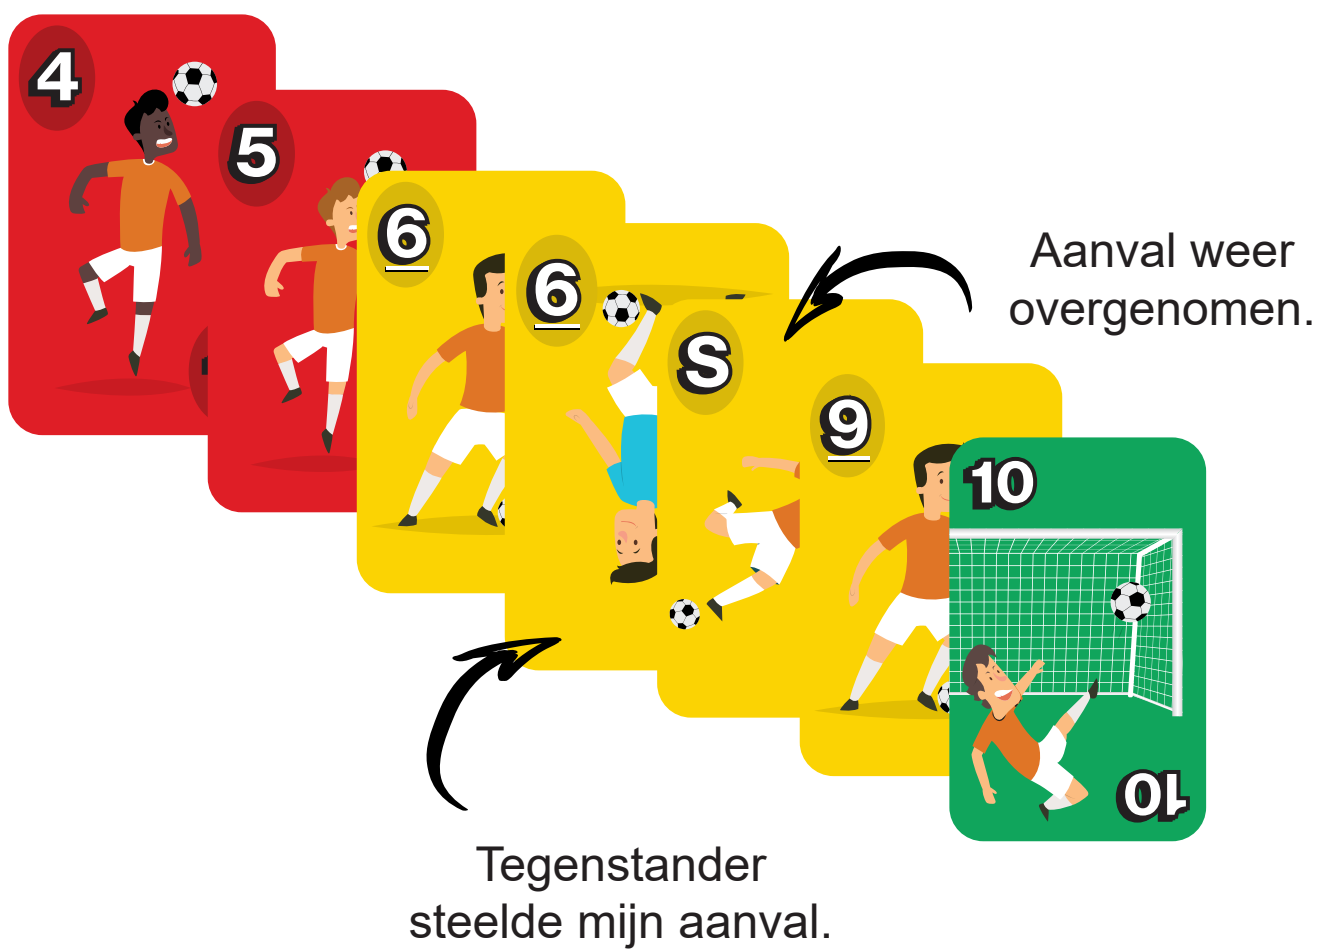 4
5
6
6
S
9
10
10
Aanval weer
overgenomen.
Tegenstander
steelde mijn aanval.